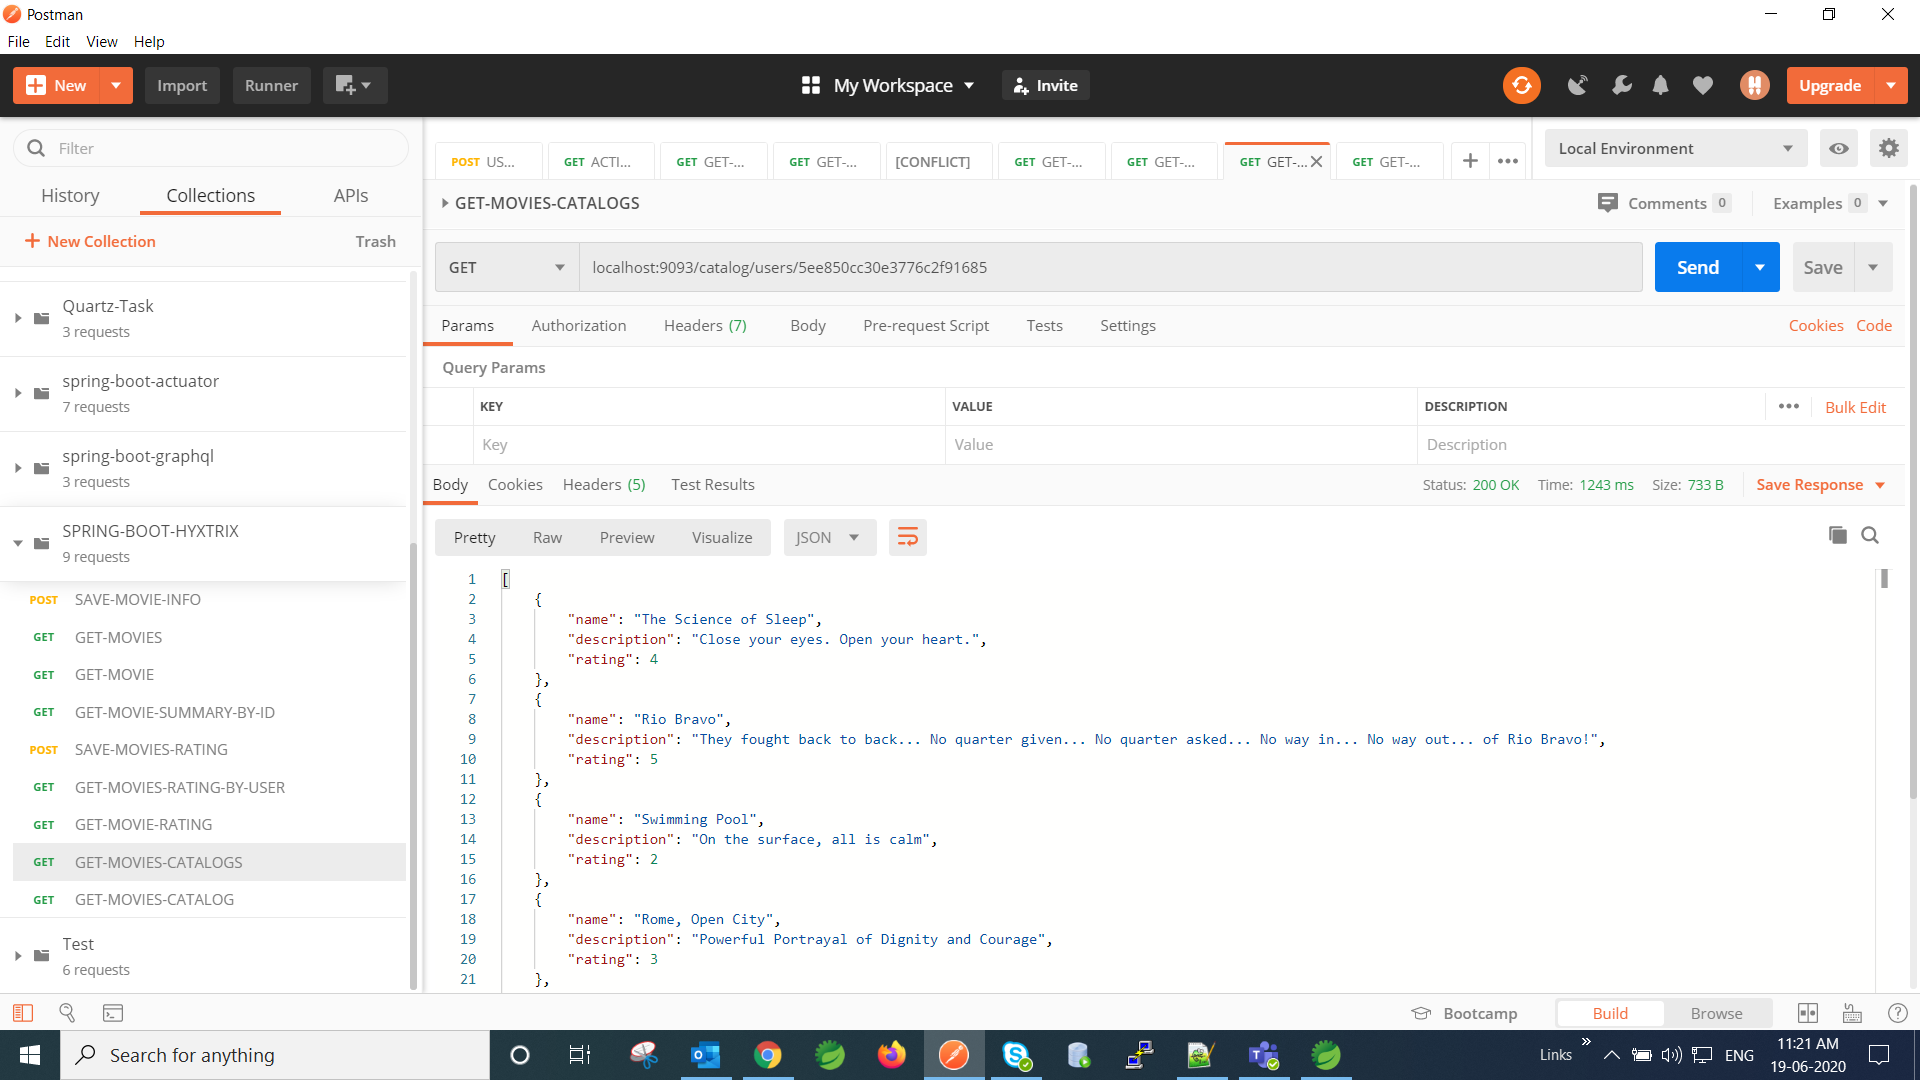 Postman
File Edit View Help
New Import Runner My Workspace Invite Upgrade
Filter
History Collections APIs
New Collection Trash
Quartz-Task
3 requests
spring-boot-actuator
7 requests
spring-boot-graphql
3 requests
SPRING-BOOT-HYXTRIX
9 requests
POST SAVE-MOVIE-INFO
GET GET-MOVIES
GET GET-MOVIE
GET GET-MOVIE-SUMMARY-BY-ID
POST SAVE-MOVIES-RATING
GET GET-MOVIES-RATING-BY-USER
GET GET-MOVIE-RATING
GET GET-MOVIES-CATALOGS
GET GET-MOVIES-CATALOG
Test
6 requests
POST US... GET ACTI... GET GET-... GET GET-... [CONFLICT] GET GET-... GET GET-... GET GET-... GET GET-...
Local Environment
GET-MOVIES-CATALOGS
Comments 0 Examples 0
GET localhost:9093/catalog/users/5ee850cc30e3776c2f91685 Send Save
Params Authorization Headers (7) Body Pre-request Script Tests Settings Cookies Code
Query Params
KEY VALUE DESCRIPTION Bulk Edit
Key Value Description
Body Cookies Headers (5) Test Results Status: 200 OK Time: 1243 ms Size: 733 B Save Response
Pretty Raw Preview Visualize JSON
1 [
2 {
3 "name": "The Science of Sleep",
4 "description": "Close your eyes. Open your heart.",
5 "rating": 4
6 },
7 {
8 "name": "Rio Bravo",
9 "description": "They fought back to back... No quarter given... No quarter asked... No way in... No way out... of Rio Bravo!",
10 "rating": 5
11 },
12 {
13 "name": "Swimming Pool",
14 "description": "On the surface, all is calm",
15 "rating": 2
16 },
17 {
18 "name": "Rome, Open City",
19 "description": "Powerful Portrayal of Dignity and Courage",
20 "rating": 3
21 },
Bootcamp Build Browse
Search for anything
Links ENG
11:21 AM
19-06-2020